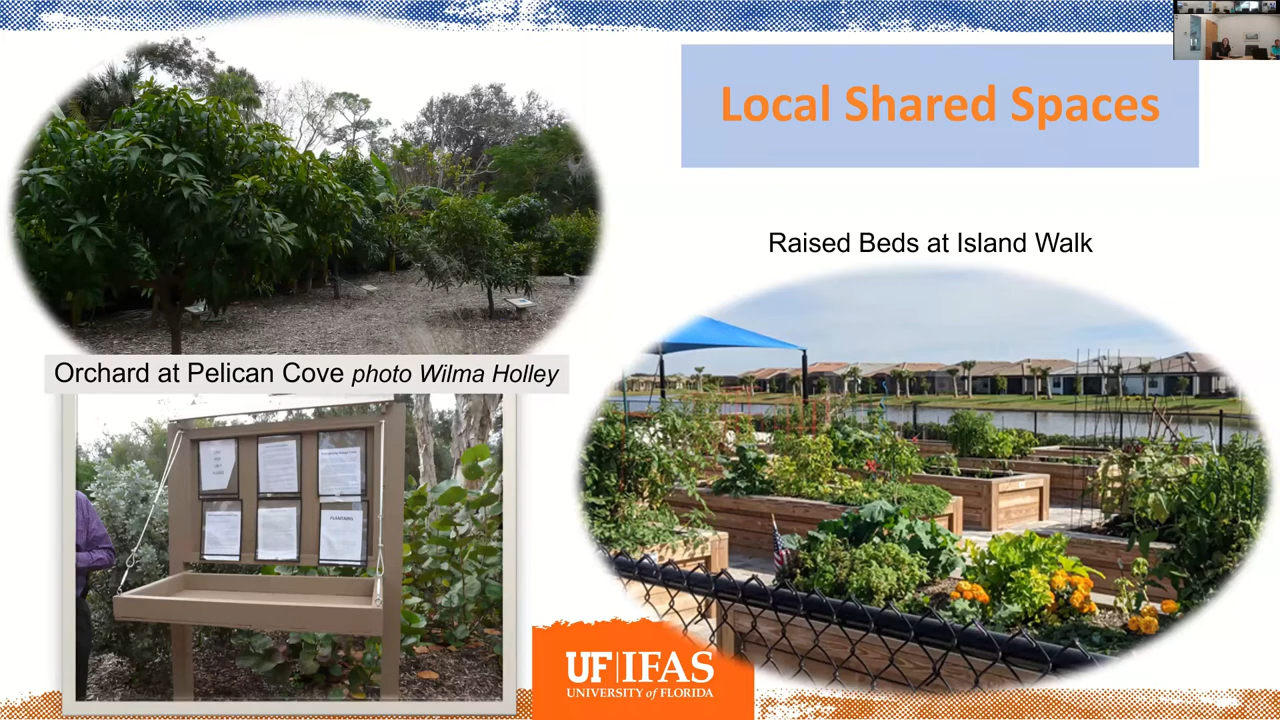 Local Shared Spaces
Raised Beds at Island Walk
Orchard at Pelican Cove photo Wilma Holley
PLANTAINS
UF|IFAS
UNIVERSITY of FLORIDA